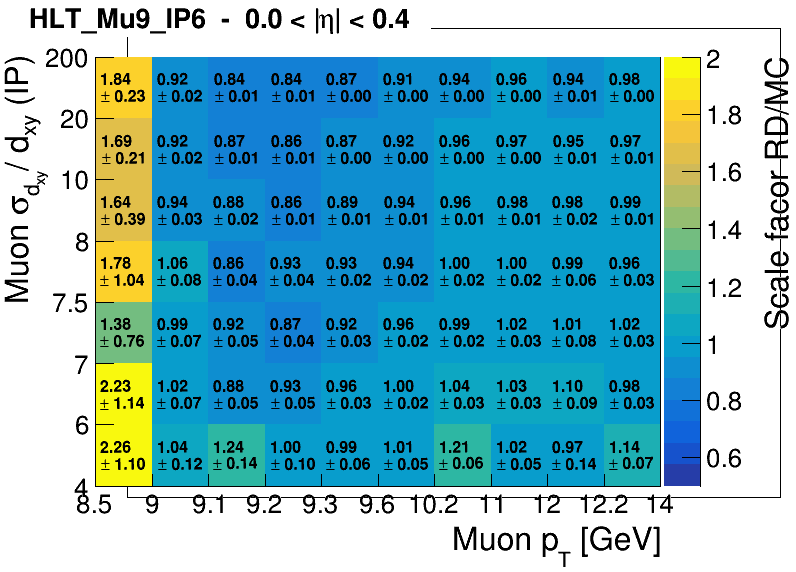 HLT_Mu9_IP6 - 0.0 < |η| < 0.4
Muon σdxy/ dxy (IP)
200
20
10
8
7.5
7
6
4
1.84 0.92 0.84 0.84 0.87 0.91 0.94 0.96 0.94 0.98
± 0.23 ± 0.02 ± 0.01 ± 0.01 ± 0.00 ± 0.00 ± 0.00 ± 0.00 ± 0.01 ± 0.00
1.69 0.92 0.87 0.86 0.87 0.92 0.96 0.97 0.95 0.97
± 0.21 ± 0.02 ± 0.01 ± 0.01 ± 0.00 ± 0.00 ± 0.00 ± 0.00 ± 0.01 ± 0.01
1.64 0.94 0.88 0.86 0.89 0.94 0.96 0.98 0.98 0.99
± 0.39 ± 0.03 ± 0.02 ± 0.01 ± 0.01 ± 0.01 ± 0.01 ± 0.01 ± 0.02 ± 0.01
1.78 1.06 0.86 0.93 0.93 0.94 1.00 1.00 0.99 0.96
± 1.04 ± 0.08 ± 0.04 ± 0.04 ± 0.02 ± 0.02 ± 0.02 ± 0.02 ± 0.06 ± 0.03
1.38 0.99 0.92 0.87 0.92 0.96 0.99 1.02 1.01 1.02
± 0.76 ± 0.07 ± 0.05 ± 0.04 ± 0.03 ± 0.02 ± 0.02 ± 0.03 ± 0.08 ± 0.03
2.23 1.02 0.88 0.93 0.96 1.00 1.04 1.03 1.10 0.98
± 1.14 ± 0.07 ± 0.05 ± 0.05 ± 0.03 ± 0.02 ± 0.03 ± 0.03 ± 0.09 ± 0.03
2.26 1.04 1.24 1.00 0.99 1.01 1.21 1.02 0.97 1.14
± 1.10 ± 0.12 ± 0.14 ± 0.10 ± 0.06 ± 0.05 ± 0.06 ± 0.05 ± 0.14 ± 0.07
8.5 9 9.1 9.2 9.3 9.6 10.2 11 12 12.2 14
Muon pT [GeV]
2
1.8
1.6
1.4
1.2
1
0.8
0.6
Scale facor RD/MC